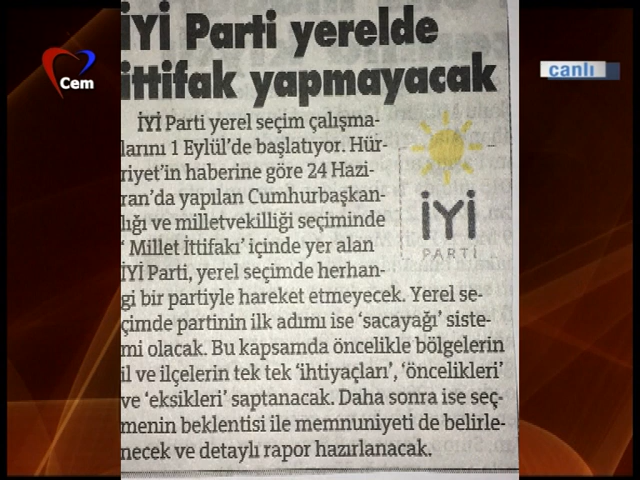 İYİ Parti yerelde
ittifak yapmayacak
İYİ Parti yerel seçim çalışma-
larını 1 Eylül'de başlatıyor. Hür-
riyet'in haberine göre 24 Hazi-
ran'da yapılan Cumhurbaşkan-
lığı ve milletvekilliği seçiminde
' Millet İttifakı' içinde yer alan
İYİ Parti, yerel seçimde herhan-
gi bir partiyle hareket etmeyecek. Yerel se-
çimde partinin ilk adımı ise 'sacayağı' siste-
mi olacak. Bu kapsamda öncelikle bölgelerin
il ve ilçelerin tek tek 'ihtiyaçları', 'öncelikleri'
ve 'eksikleri' saptanacak. Daha sonra ise seç-
menin beklentisi ile memnuniyeti de belirle-
necek ve detaylı rapor hazırlanacak.
İYİ
PARTİ
Cem
canlı